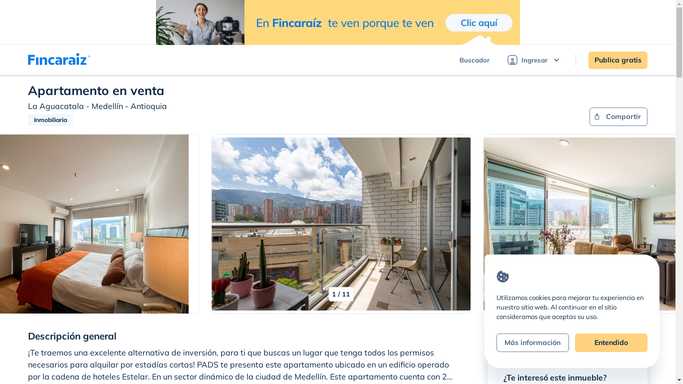 En Fincaraíz te ven porque te ven
Clic aquí
Fincaraiz
Buscador
Ingresar
Publica gratis
Apartamento en venta
La Aguacatala - Medellín - Antioquia
Inmobiliaria
Compartir
1 / 11
Utilizamos cookies para mejorar tu experiencia en
nuestro sitio web. Al continuar en el sitio
consideramos que aceptas su uso.
Más información
Entendido
Descripción general
¡Te traemos una excelente alternativa de inversión, para ti que buscas un lugar que tenga todos los permisos
necesarios para alquilar por estadías cortas! PADS te presenta este apartamento ubicado en un edificio operado
por la cadena de hoteles Estelar. En un sector dinámico de la ciudad de Medellín. Este apartamento cuenta con 2...
¿Te interesó este inmueble?